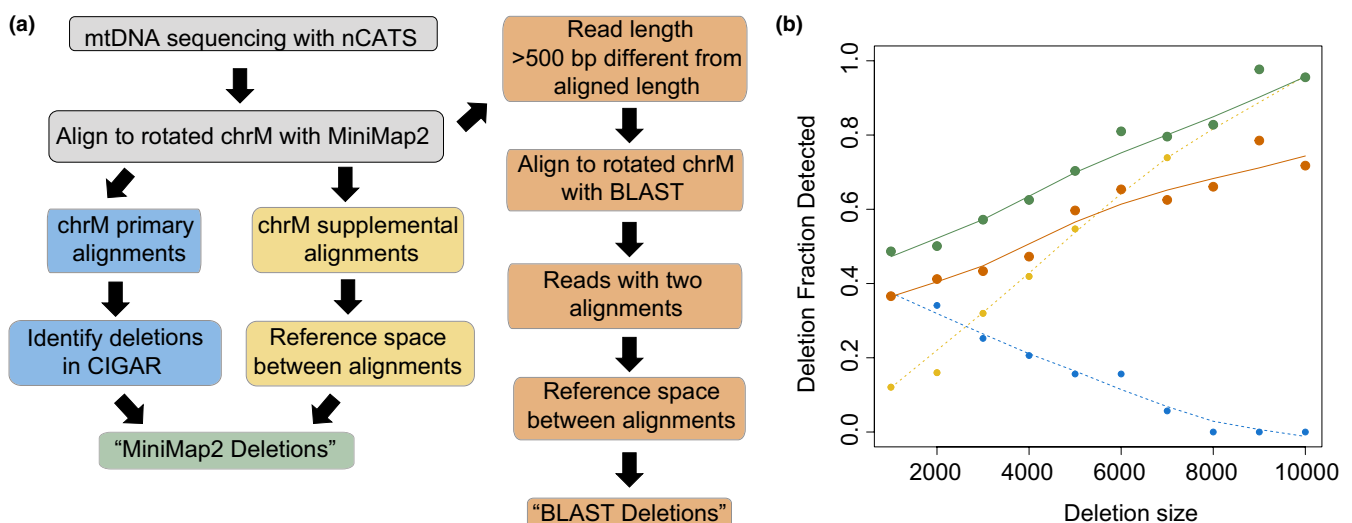 (a)
mtDNA sequencing with nCATS
Align to rotated chrM with MiniMap2
chrM primary
alignments
Identify deletions
in CIGAR
chrM supplemental
alignments
Reference space
between alignments
“MiniMap2 Deletions”
Read length
>500 bp different from
aligned length
Align to rotated chrM
with BLAST
Reads with two
alignments
Reference space
between alignments
“BLAST Deletions”
(b)
Deletion Fraction Detected
1.0
0.8
0.6
0.4
0.2
0.0
2000 4000 6000 8000 10000
Deletion size